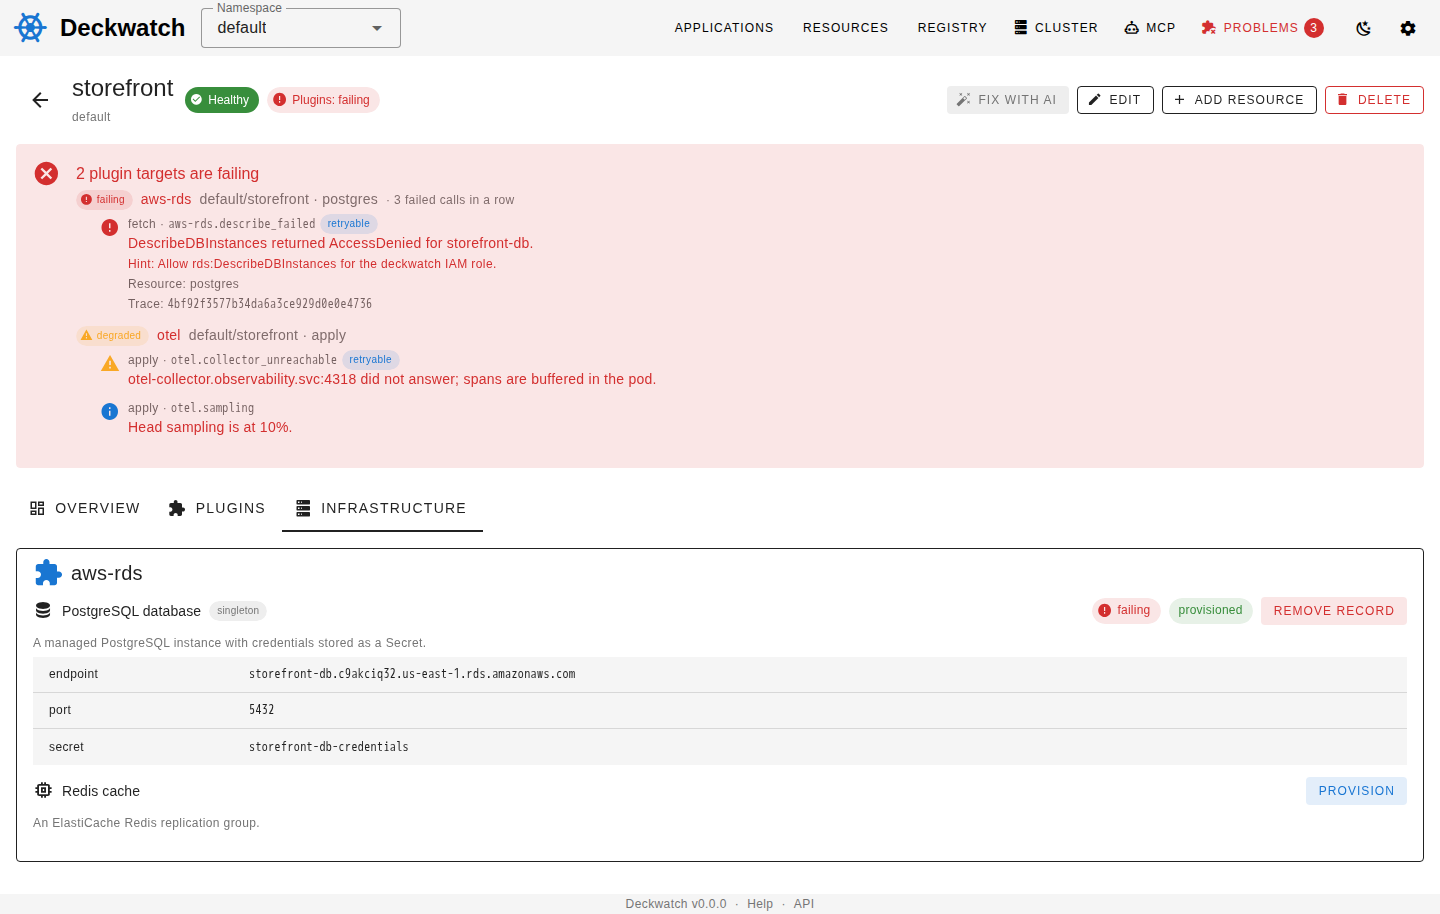 Deckwatch
Namespace
default
APPLICATIONS RESOURCES REGISTRY CLUSTER MCP PROBLEMS 3
storefront
default
Healthy
Plugins: failing
FIX WITH AI EDIT ADD RESOURCE DELETE
2 plugin targets are failing
failing aws-rds default/storefront · postgres · 3 failed calls in a row
fetch · aws-rds.describe_failed retryable
DescribeDBInstances returned AccessDenied for storefront-db.
Hint: Allow rds:DescribeDBInstances for the deckwatch IAM role.
Resource: postgres
Trace: 4bf92f3577b34da6a3ce929d0e0e4736
degraded otel default/storefront · apply
apply · otel.collector_unreachable retryable
otel-collector.observability.svc:4318 did not answer; spans are buffered in the pod.
apply · otel.sampling
Head sampling is at 10%.
OVERVIEW PLUGINS INFRASTRUCTURE
aws-rds
PostgreSQL database singleton failing provisioned REMOVE RECORD
A managed PostgreSQL instance with credentials stored as a Secret.
endpoint storefront-db.c9akciq32.us-east-1.rds.amazonaws.com
port 5432
secret storefront-db-credentials
Redis cache PROVISION
An ElastiCache Redis replication group.
Deckwatch v0.0.0 · Help · API